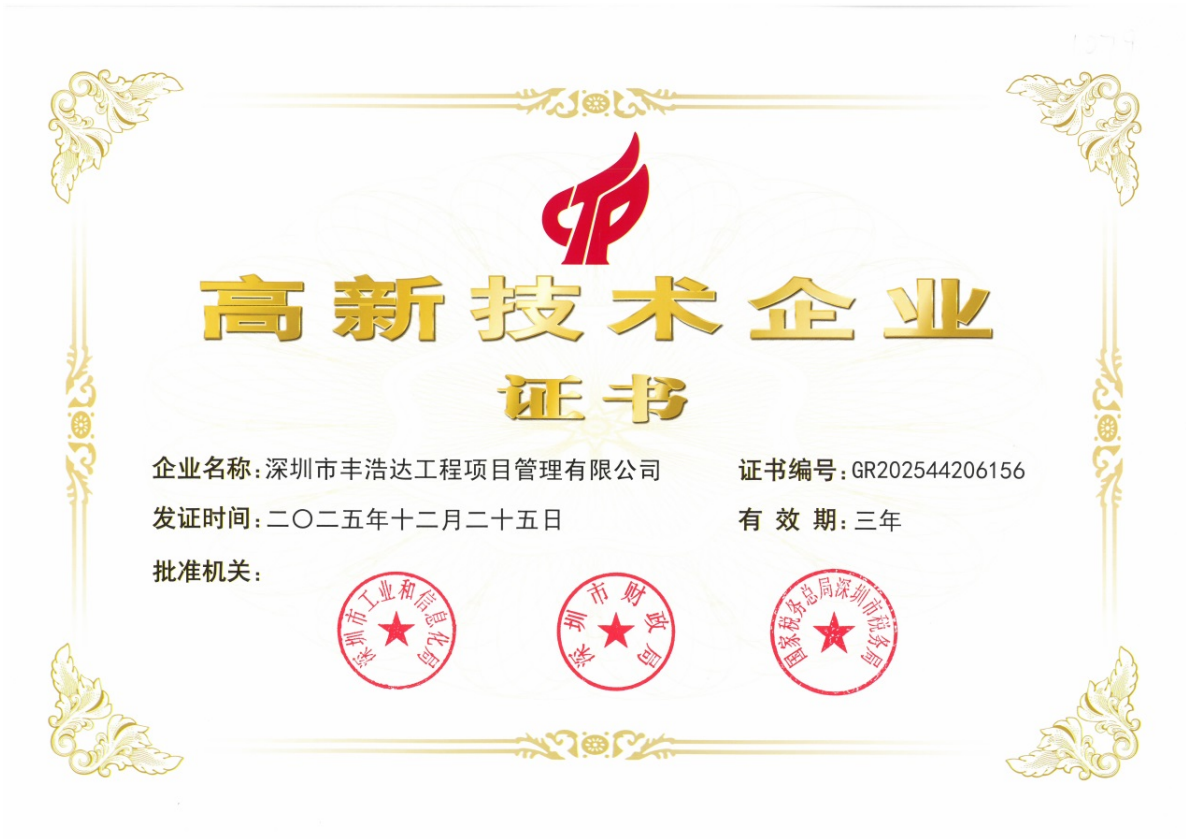 高新技术企业
证书
企业名称：深圳市丰浩达工程项目管理有限公司
证书编号：GR202544206156
发证时间：二〇二五年十二月二十五日
有效期：三年
批准机关：
深圳市工业和信息化局
深圳市财政局
国家税务总局深圳市税务局